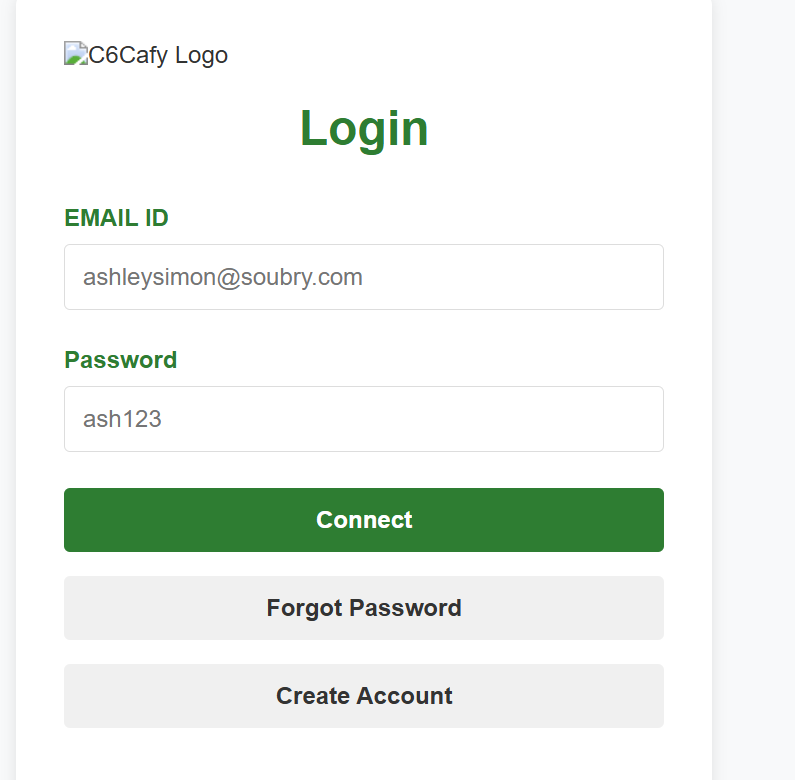 C6Cafy Logo
Login
EMAIL ID
ashleysimon@soubry.com
Password
ash123
Connect
Forgot Password
Create Account